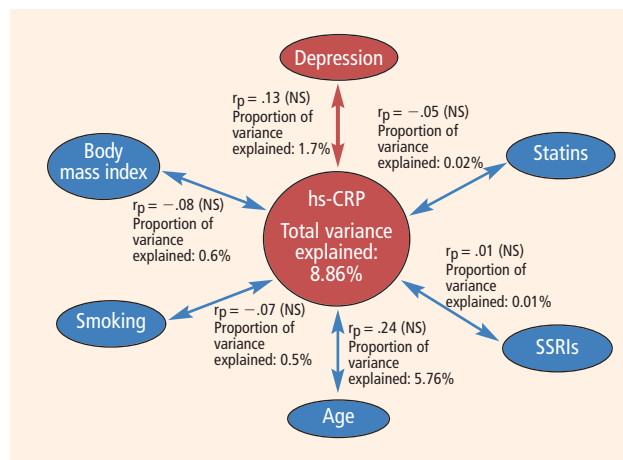 Depression
rp = .13 (NS)
Proportion of
variance
explained: 1.7%
rp = −.05 (NS)
Proportion of
variance
explained: 0.02%
Statins
Body
mass index
rp = −.08 (NS)
Proportion of
variance
explained: 0.6%
hs-CRP
Total variance
explained:
8.86%
rp = .01 (NS)
Proportion of
variance
explained: 0.01%
SSRIs
Smoking
rp = −.07 (NS)
Proportion of
variance
explained: 0.5%
rp = .24 (NS)
Proportion of
variance
explained: 5.76%
Age